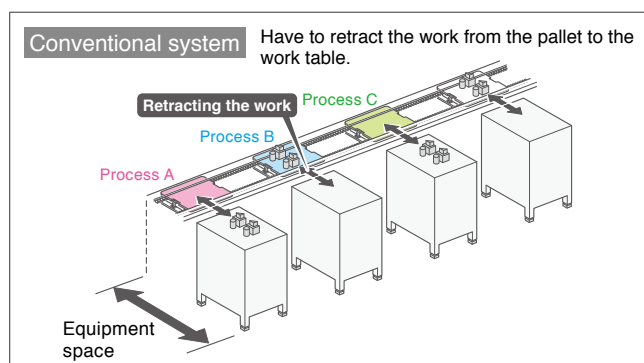 Conventional system
Have to retract the work from the pallet to the
work table.
Retracting the work
Process C
Process B
Process A
Equipment
space